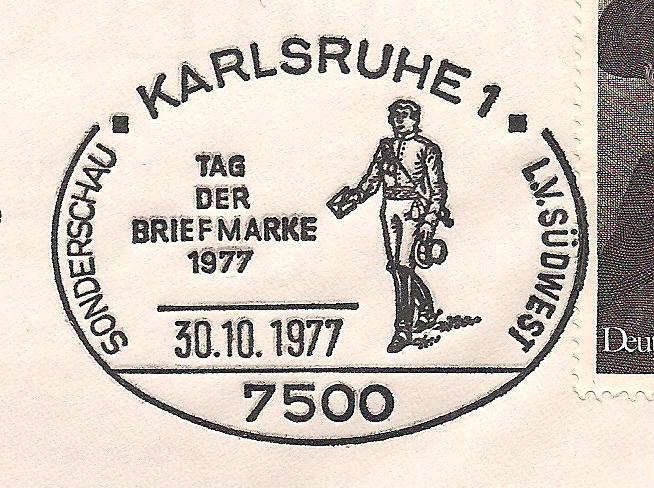 KARLSRUHE 1
SONDERSCHAU
TAG
DER
BRIEFMARKE
1977
30.10.1977
L.V. SÜDWEST
7500
Deu